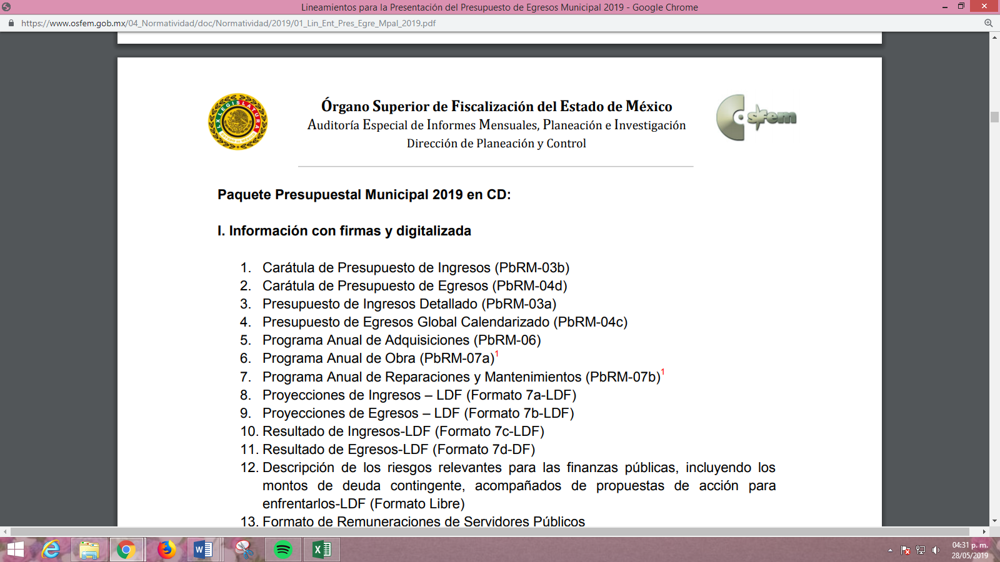 Lineamientos para la Presentación del Presupuesto de Egresos Municipal 2019 - Google Chrome
https://www.osfem.gob.mx/04_Normatividad/doc/Normatividad/2019/01_Lin_Ent_Pres_Egre_Mpal_2019.pdf
LX LEGISLATURA
Órgano Superior de Fiscalización del Estado de México
Auditoría Especial de Informes Mensuales, Planeación e Investigación
Dirección de Planeación y Control
osfem
Paquete Presupuestal Municipal 2019 en CD:
I. Información con firmas y digitalizada
1. Carátula de Presupuesto de Ingresos (PbRM-03b)
2. Carátula de Presupuesto de Egresos (PbRM-04d)
3. Presupuesto de Ingresos Detallado (PbRM-03a)
4. Presupuesto de Egresos Global Calendarizado (PbRM-04c)
5. Programa Anual de Adquisiciones (PbRM-06)
6. Programa Anual de Obra (PbRM-07a)1
7. Programa Anual de Reparaciones y Mantenimientos (PbRM-07b)1
8. Proyecciones de Ingresos – LDF (Formato 7a-LDF)
9. Proyecciones de Egresos – LDF (Formato 7b-LDF)
10. Resultado de Ingresos-LDF (Formato 7c-LDF)
11. Resultado de Egresos-LDF (Formato 7d-DF)
12. Descripción de los riesgos relevantes para las finanzas públicas, incluyendo los
montos de deuda contingente, acompañados de propuestas de acción para
enfrentarlos-LDF (Formato Libre)
13. Formato de Remuneraciones de Servidores Públicos
04:31 p. m.
28/05/2019